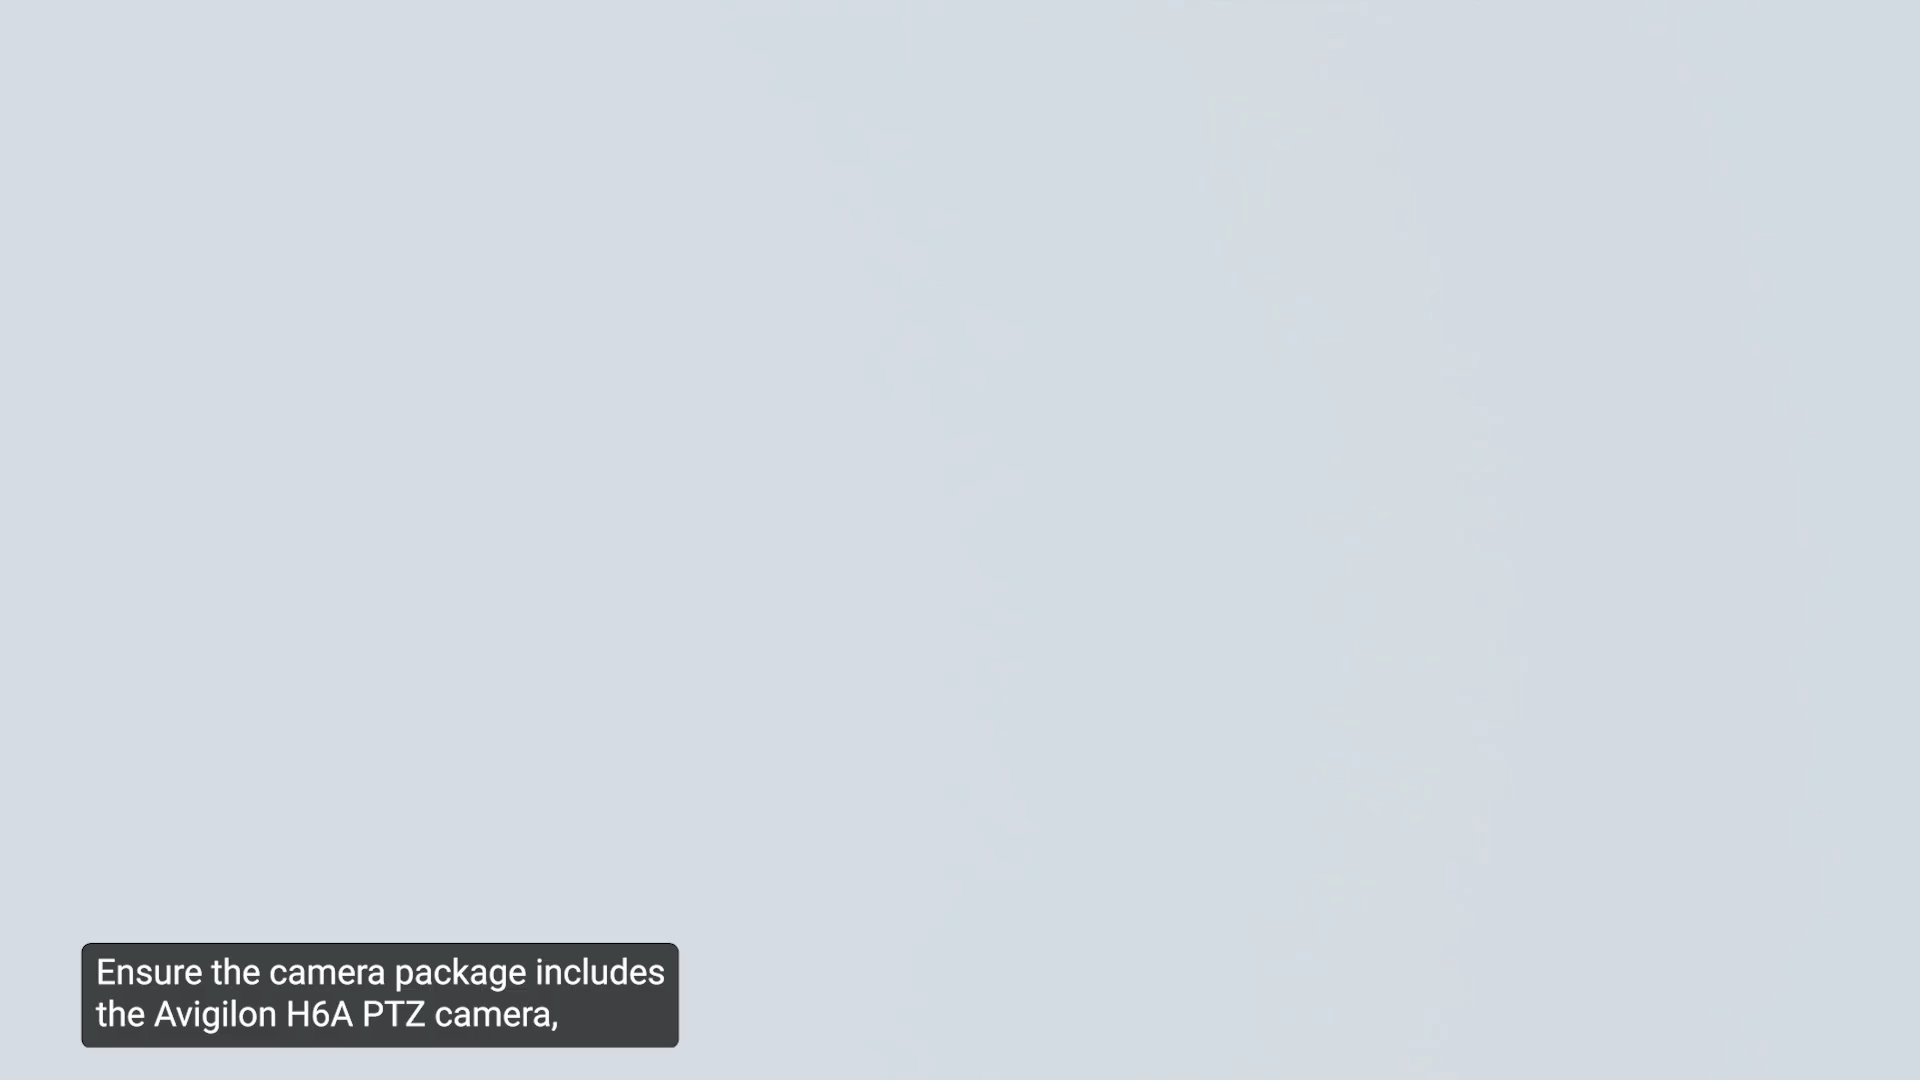 Ensure the camera package includes
the Avigilon H6A PTZ camera,